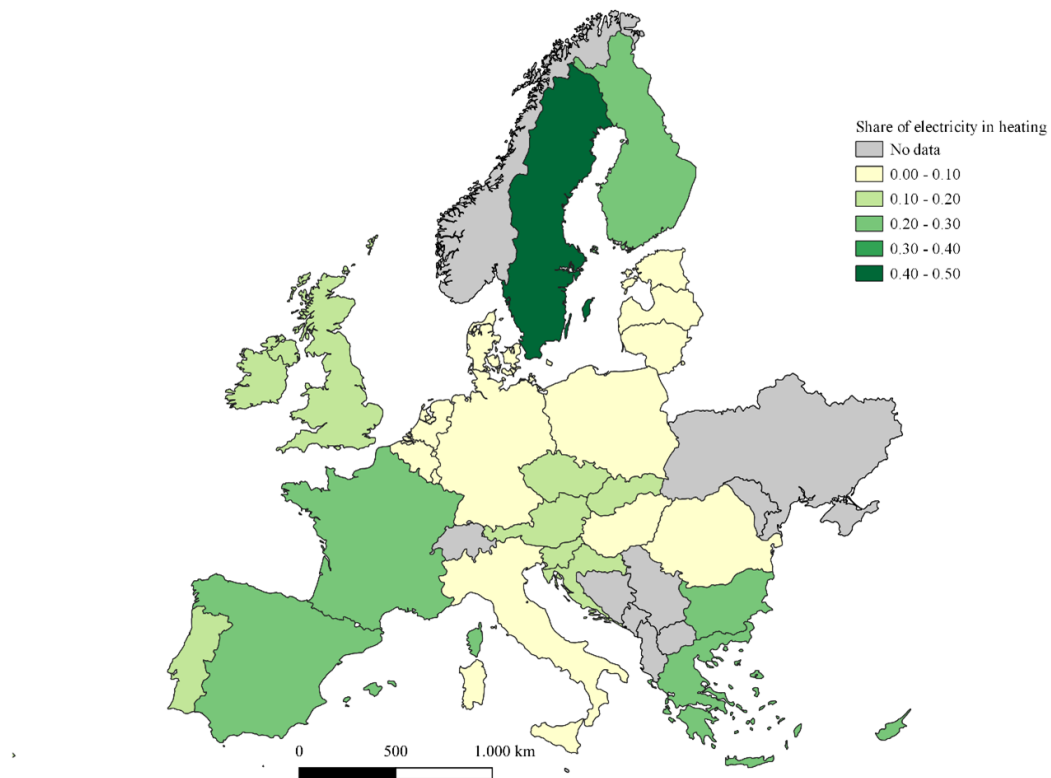 Share of electricity in heating
No data
0.00 - 0.10
0.10 - 0.20
0.20 - 0.30
0.30 - 0.40
0.40 - 0.50
0 500 1.000 km